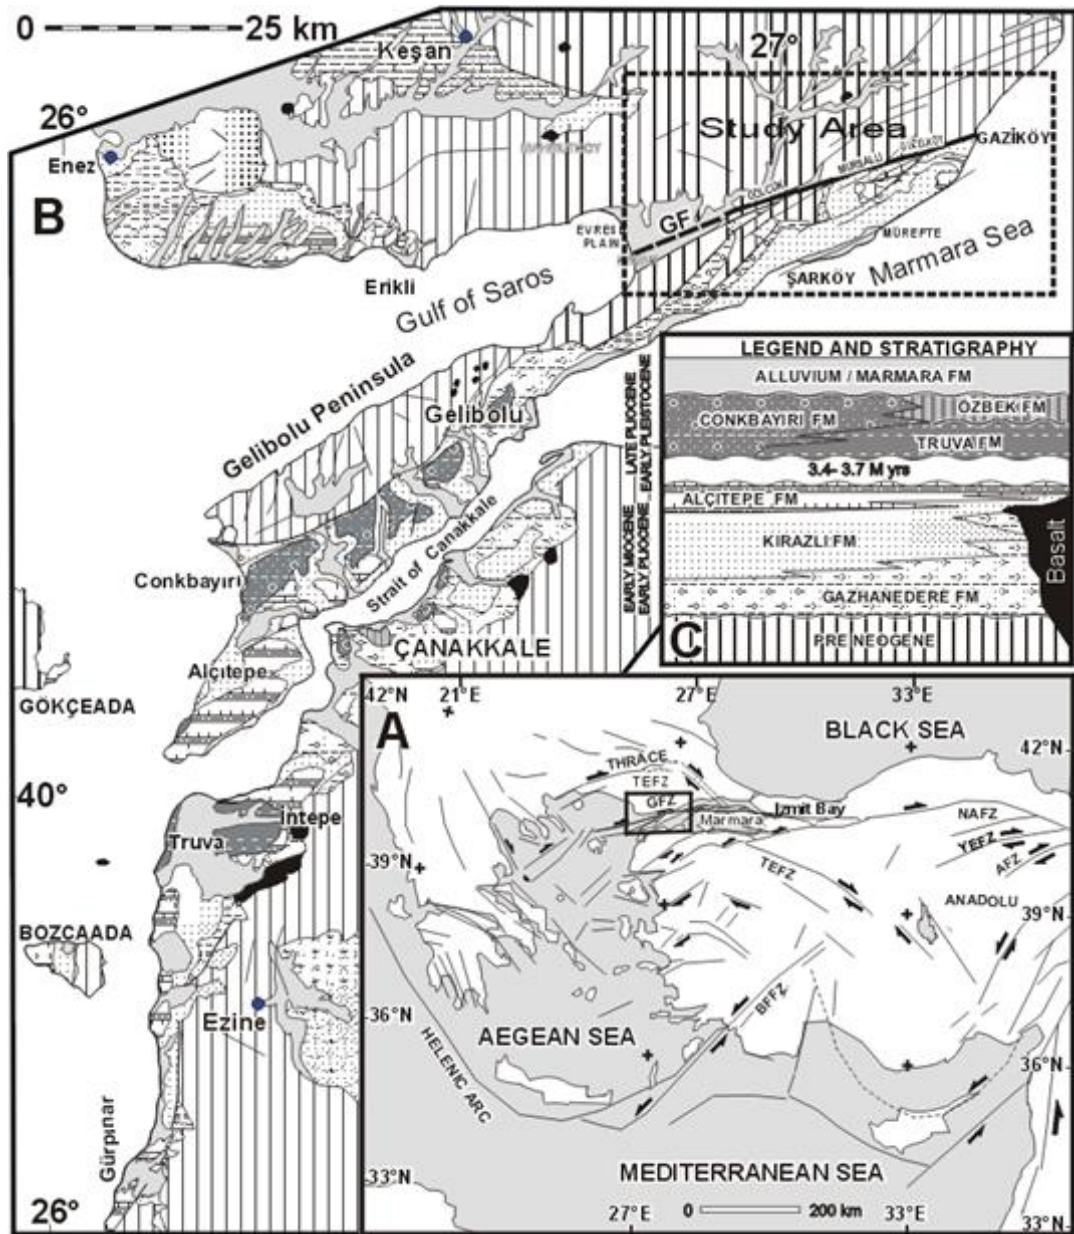 0 25 km
Keşan
27°
26°
Enez
Study Area
GAZİKÖY
MURSALLI
GÖLCÜK
B
GF
EVREŞE
PLAIN
MÜREFTE
Marmara Sea
ŞARKÖY
Erikli
Gulf of Saros
Gelibolu Peninsula
Gelibolu
Strait of Çanakkale
Conkbayırı
ÇANAKKALE
Alçıtepe
GÖKÇEADA
40°
Intepe
Truva
BOZCAADA
Ezine
Gürpınar
26°
LEGEND AND STRATIGRAPHY
ALLUVIUM / MARMARA FM
CONKBAYIRI FM
ÖZBEK FM
TRUVA FM
3.4- 3.7 M yrs
ALÇITEPE FM
KIRAZLI FM
GAZHANEDERE FM
PRE NEOGENE
Basalt
C
EARLY MIOCENE LATE PLIOCENE
EARLY PLIOCENE EARLY PLEISTOCENE
42°N 21°E 27°E 33°E
A
BLACK SEA
42°N
THRACE
TEFZ
GFZ
Izmit Bay
Marmara
NAFZ
YEFZ
AFZ
39°N
TEFZ
ANADOLU
39°N
BFFZ
36°N
AEGEAN SEA
36°N
HELENIC ARC
MEDITERRANEAN SEA
33°N
27°E 0 200 km 33°E
33°N